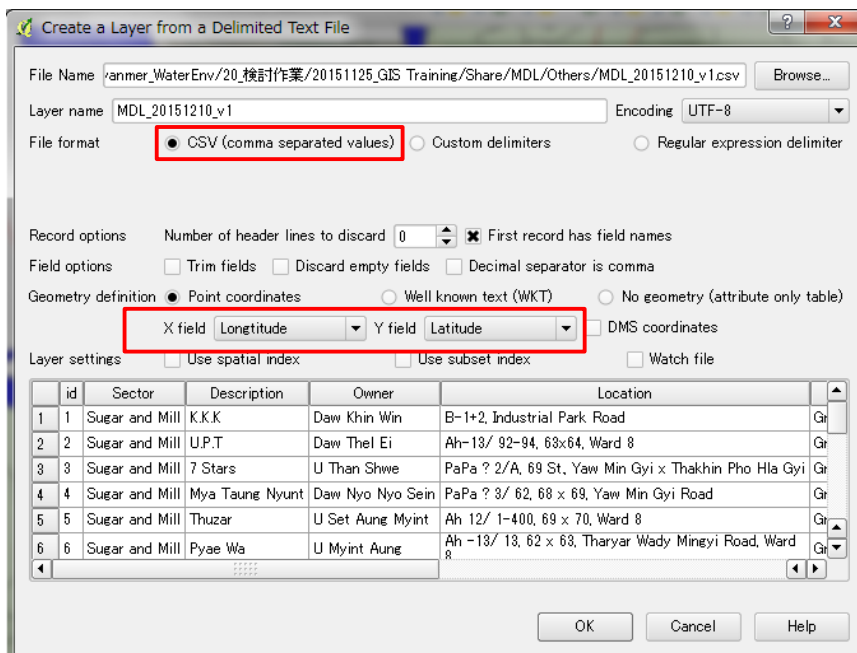 Create a Layer from a Delimited Text File
File Name /anmer_WaterEnv/20_検討作業/20151125_GIS Training/Share/MDL/Others/MDL_20151210_v1.csv Browse...
Layer name MDL_20151210_v1 Encoding UTF-8
File format CSV (comma separated values) Custom delimiters Regular expression delimiter
Record options Number of header lines to discard 0 First record has field names
Field options Trim fields Discard empty fields Decimal separator is comma
Geometry definition Point coordinates Well known text (WKT) No geometry (attribute only table)
X field Longtitude Y field Latitude DMS coordinates
Layer settings Use spatial index Use subset index Watch file
id Sector Description Owner Location
1 1 Sugar and Mill K.K.K Daw Khin Win B-1+2, Industrial Park Road Gr
2 2 Sugar and Mill U.P.T Daw Thel Ei Ah-13/ 92-94, 63x64, Ward 8 Gr
3 3 Sugar and Mill 7 Stars U Than Shwe PaPa ? 2/A, 69 St, Yaw Min Gyi x Thakhin Pho Hla Gyi Gr
4 4 Sugar and Mill Mya Taung Nyunt Daw Nyo Nyo Sein PaPa ? 3/ 62, 68 x 69, Yaw Min Gyi Road Gr
5 5 Sugar and Mill Thuzar U Set Aung Myint Ah 12/ 1-400, 69 x 70, Ward 8 Gr
6 6 Sugar and Mill Pyae Wa U Myint Aung Ah -13/ 13, 62 x 63, Tharyar Wady Mingyi Road, Ward 8 Gr
OK Cancel Help